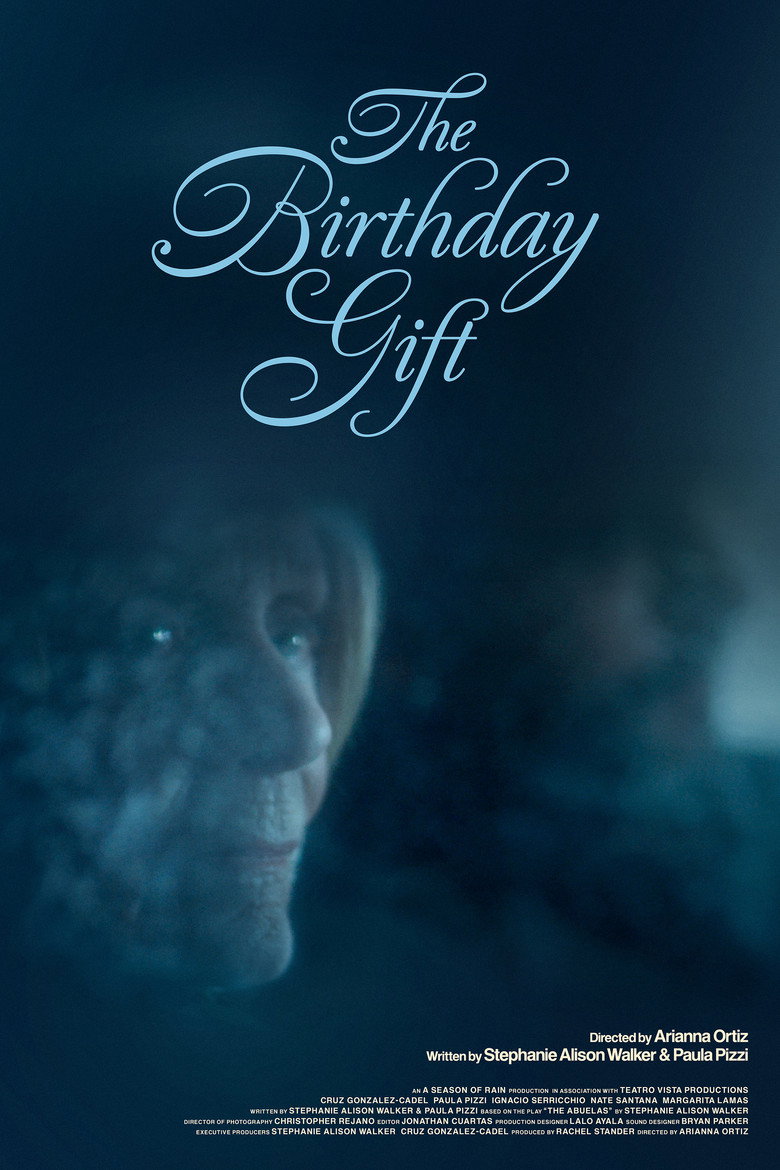 The
Birthday
Gift
Directed by Arianna Ortiz
Written by Stephanie Alison Walker & Paula Pizzi
AN A SEASON OF RAIN PRODUCTION IN ASSOCIATION WITH TEATRO VISTA PRODUCTIONS
CRUZ GONZALEZ-CADEL PAULA PIZZI IGNACIO SERRICCHIO NATE SANTANA MARGARITA LAMAS
WRITTEN BY STEPHANIE ALISON WALKER & PAULA PIZZI BASED ON THE PLAY "THE ABUELAS" BY STEPHANIE ALISON WALKER
DIRECTOR OF PHOTOGRAPHY CHRISTOPHER REJANO EDITOR JONATHAN CUARTAS PRODUCTION DESIGNER LALO AYALA SOUND DESIGNER BRYAN PARKER
EXECUTIVE PRODUCERS STEPHANIE ALISON WALKER CRUZ GONZALEZ-CADEL PRODUCED BY RACHEL STANDER DIRECTED BY ARIANNA ORTIZ